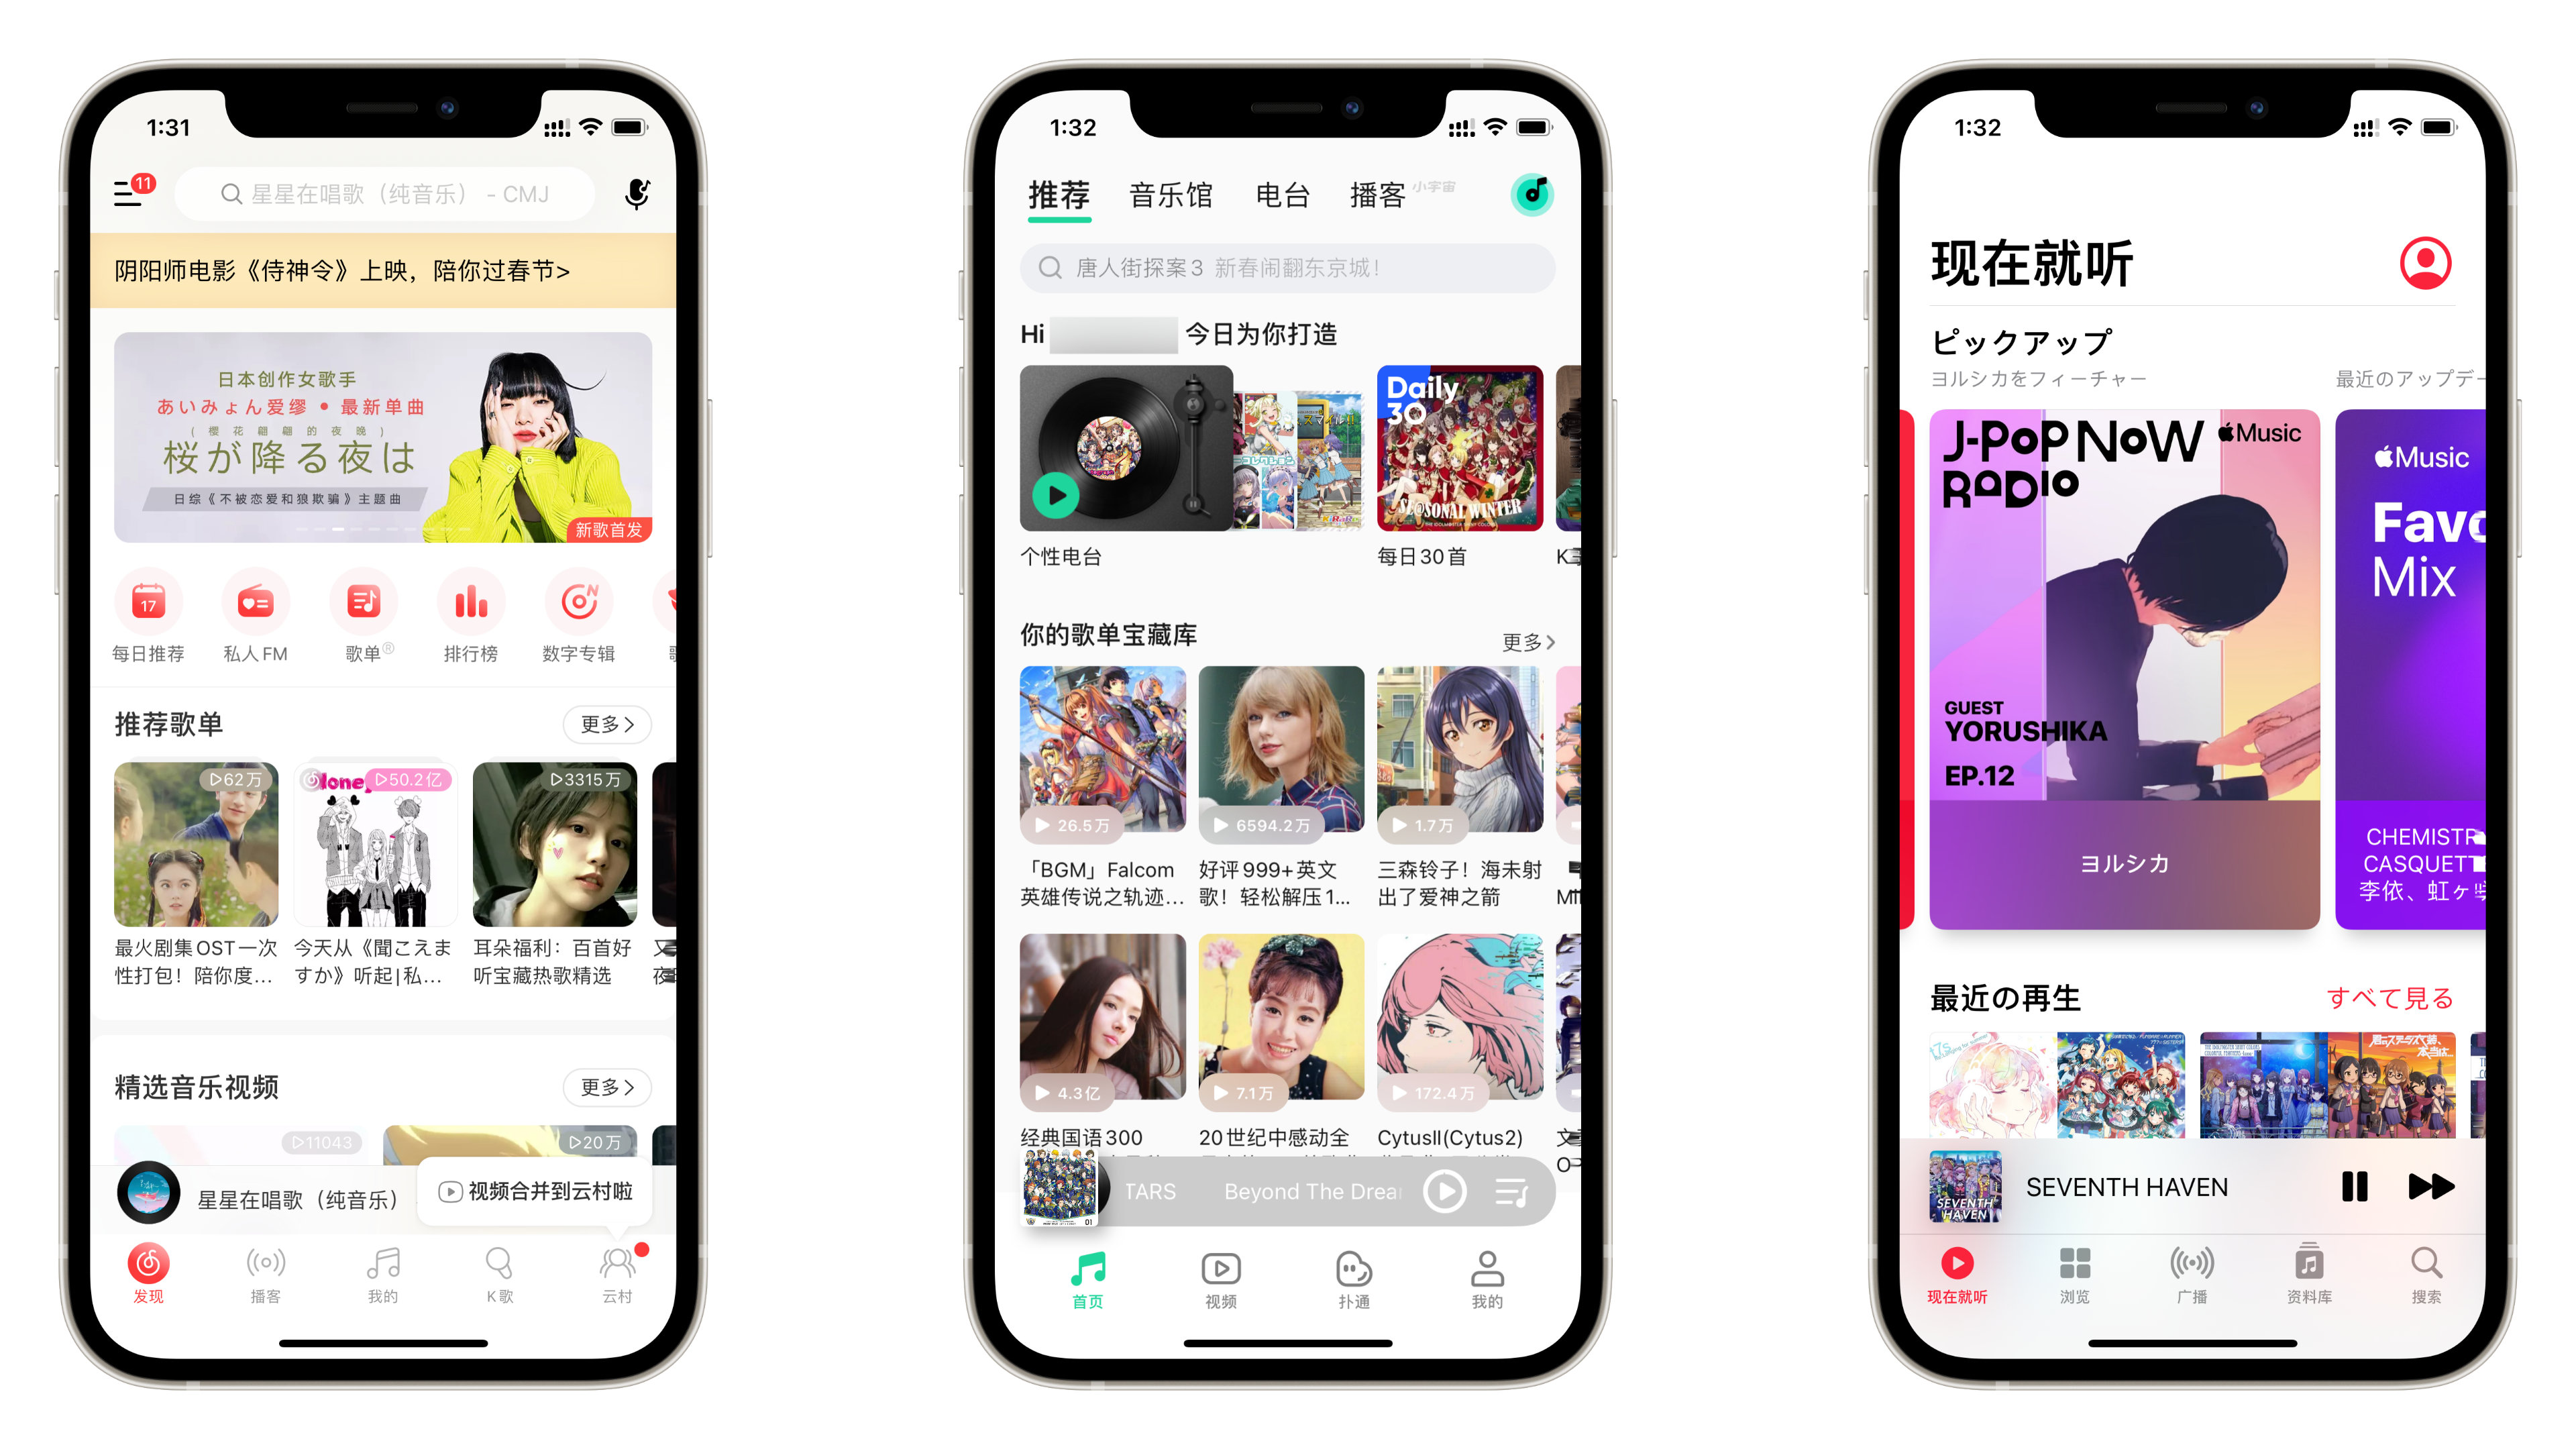 1:31
11
星星在唱歌（纯音乐） - CMJ
阴阳师电影《侍神令》上映，陪你过春节>
日本创作女歌手
あいみょん爱缪 • 最新单曲
(樱花翩翩的夜晚)
桜が降る夜は
日综《不被恋爱和狼欺骗》主题曲
新歌首发
17
每日推荐
私人FM
歌单®
排行榜
数字专辑
推荐歌单
更多
62万
50.2亿
3315万
最火剧集OST一次
性打包！陪你度...
今天从《聞こえま
すか》听起|私...
耳朵福利：百首好
听宝藏热歌精选
精选音乐视频
更多
11043
20万
星星在唱歌（纯音乐）
视频合并到云村啦
发现
播客
我的
K歌
云村
1:32
推荐
音乐馆
电台
播客
小宇宙
唐人街探案3 新春闹翻东京城！
Hi 今日为你打造
Daily
30
SE@SONAL WINTER
个性电台
每日30首
你的歌单宝藏库
更多
26.5万
6594.2万
1.7万
「BGM」Falcom
英雄传说之轨迹...
好评999+英文
歌！轻松解压1...
三森铃子！海未射
出了爱神之箭
4.3亿
7.1万
172.4万
经典国语300
20世纪中感动全
CytusII(Cytus2)
TARS Beyond The Drea
首页
视频
扑通
我的
1:32
现在就听
ピックアップ
ヨルシカをフィーチャー
最近のアップデー
J-POP NOW
RADIO
Music
GUEST
YORUSHIKA
EP.12
ヨルシカ
Music
Favo
Mix
CHEMISTR
CASQUETT
李依、虹ヶ
最近の再生
すべて見る
SEVENTH
HAVEN
SEVENTH HAVEN
现在就听
浏览
广播
资料库
搜索